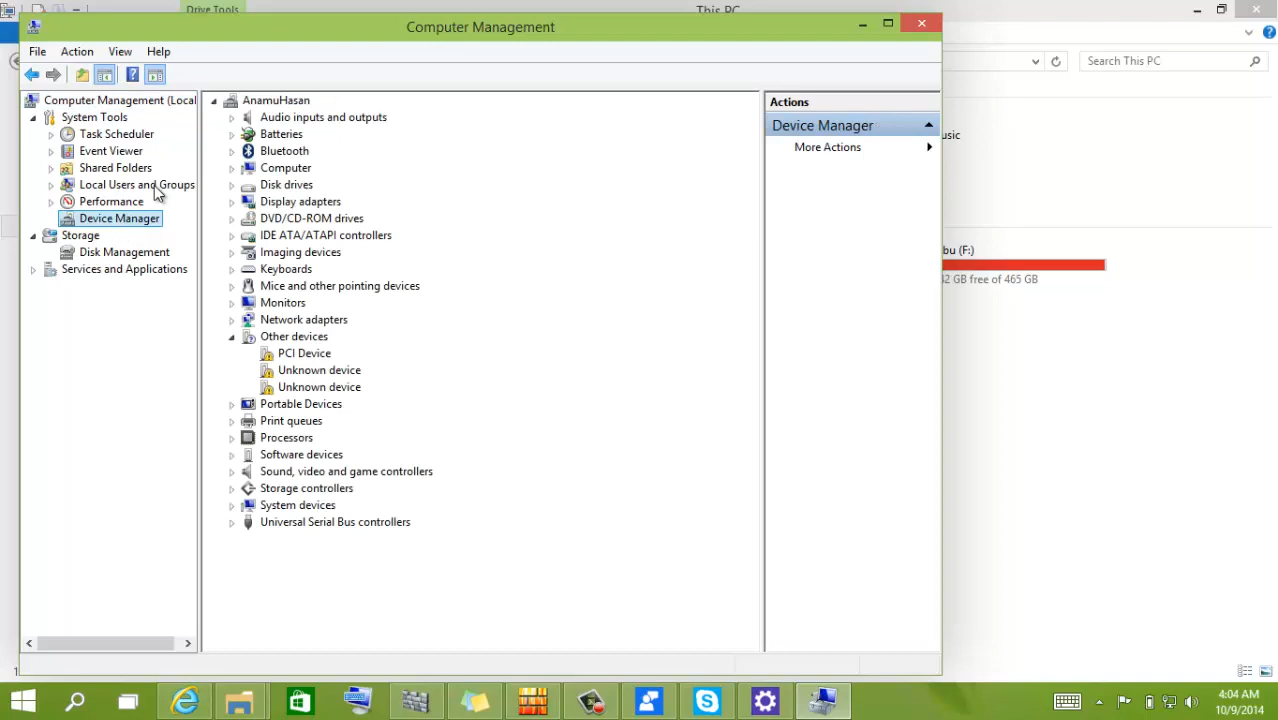 Drive Tools
This PC
Computer Management
File Action View Help
Search This PC
Computer Management (Local
System Tools
Task Scheduler
Event Viewer
Shared Folders
Local Users and Groups
Performance
Device Manager
Storage
Disk Management
Services and Applications
AnamuHasan
Audio inputs and outputs
Batteries
Bluetooth
Computer
Disk drives
Display adapters
DVD/CD-ROM drives
IDE ATA/ATAPI controllers
Imaging devices
Keyboards
Mice and other pointing devices
Monitors
Network adapters
Other devices
PCI Device
Unknown device
Unknown device
Portable Devices
Print queues
Processors
Software devices
Sound, video and game controllers
Storage controllers
System devices
Universal Serial Bus controllers
Actions
Device Manager
More Actions
usic
bu (F:)
GB free of 465 GB
4:04 AM
10/9/2014